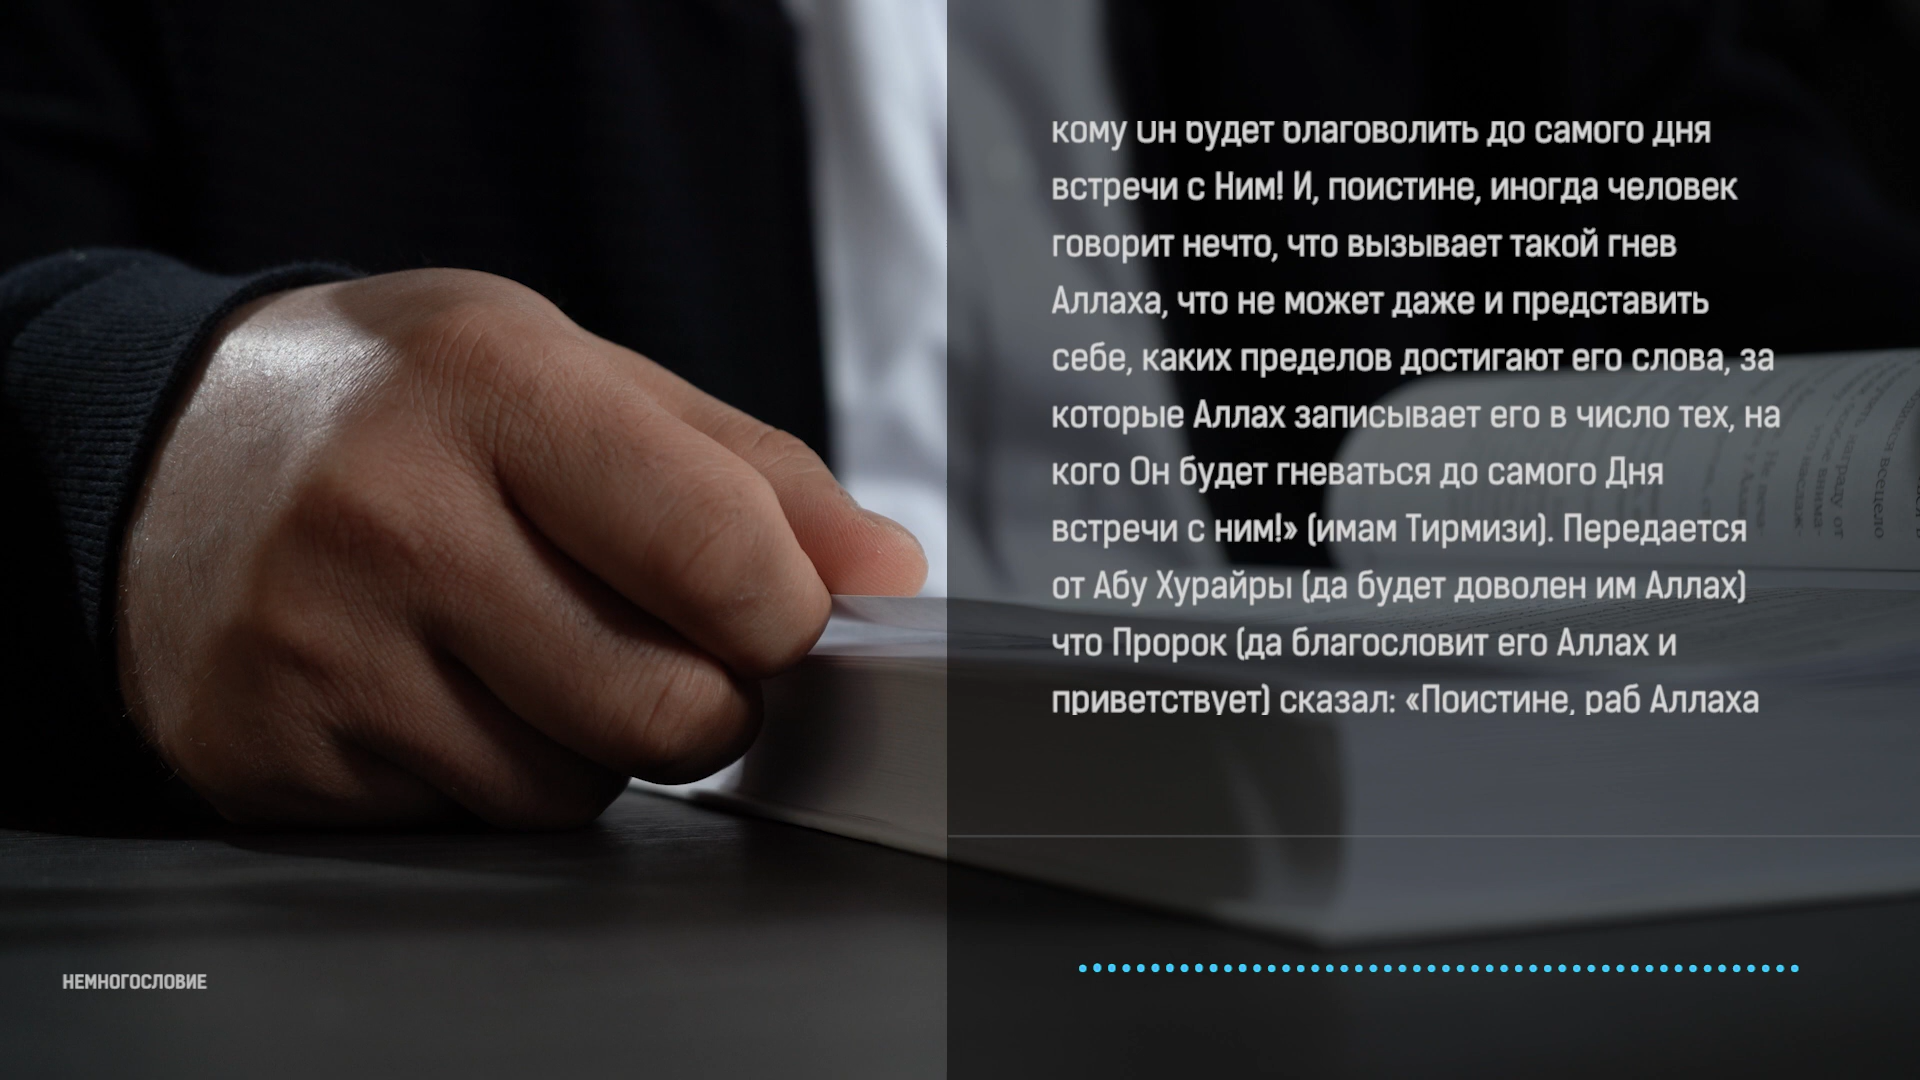 кому Он будет благоволить до самого Дня
встречи с Ним! И, поистине, иногда человек
говорит нечто, что вызывает такой гнев
Аллаха, что не может даже и представить
себе, каких пределов достигают его слова, за
которые Аллах записывает его в число тех, на
кого Он будет гневаться до самого Дня
встречи с ним!» (имам Тирмизи). Передается
от Абу Хурайры (да будет доволен им Аллах)
что Пророк (да благословит его Аллах и
приветствует) сказал: «Поистине, раб Аллаха
НЕМНОГОСЛОВИЕ